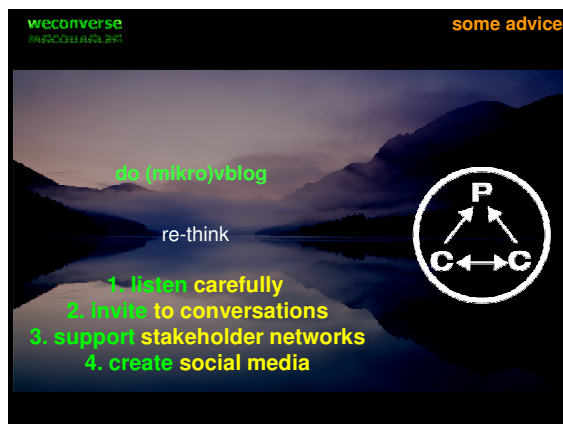 weconverse
some advice
do (mikro)vblog
P
re-think
C C
1. listen carefully
2. invite to conversations
3. support stakeholder networks
4. create social media